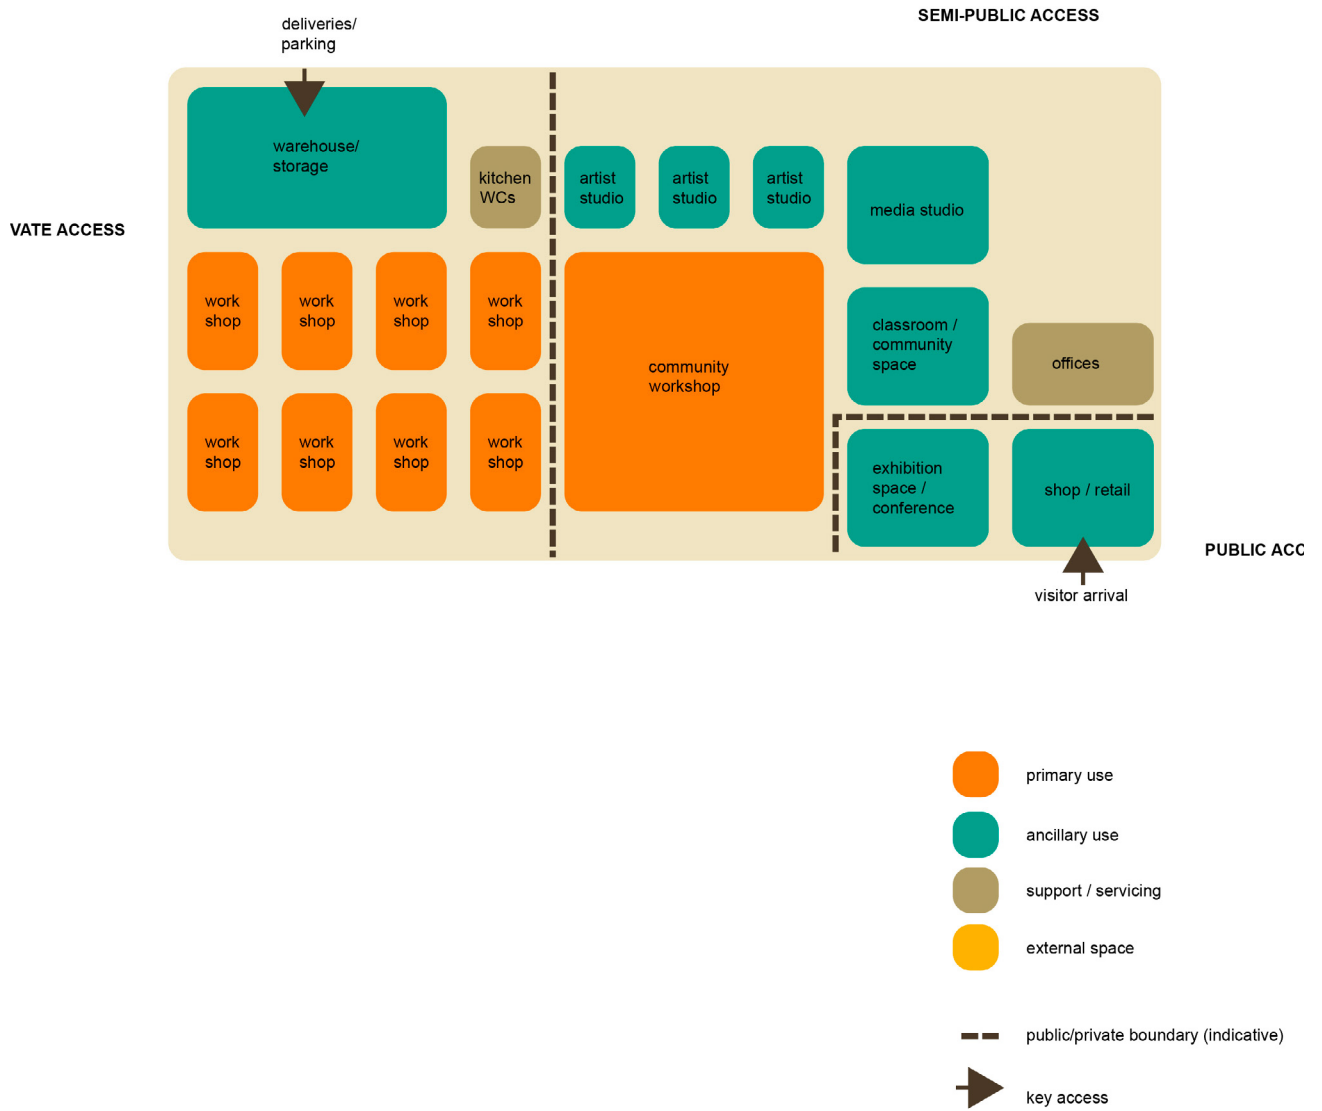 SEMI-PUBLIC ACCESS
deliveries/
parking
warehouse/
storage
kitchen
WCs
artist
studio
artist
studio
artist
studio
media studio
VATE ACCESS
work
shop
work
shop
work
shop
work
shop
community
workshop
classroom /
community
space
offices
work
shop
work
shop
work
shop
work
shop
exhibition
space /
conference
shop / retail
PUBLIC ACC
visitor arrival
primary use
ancillary use
support / servicing
external space
public/private boundary (indicative)
key access